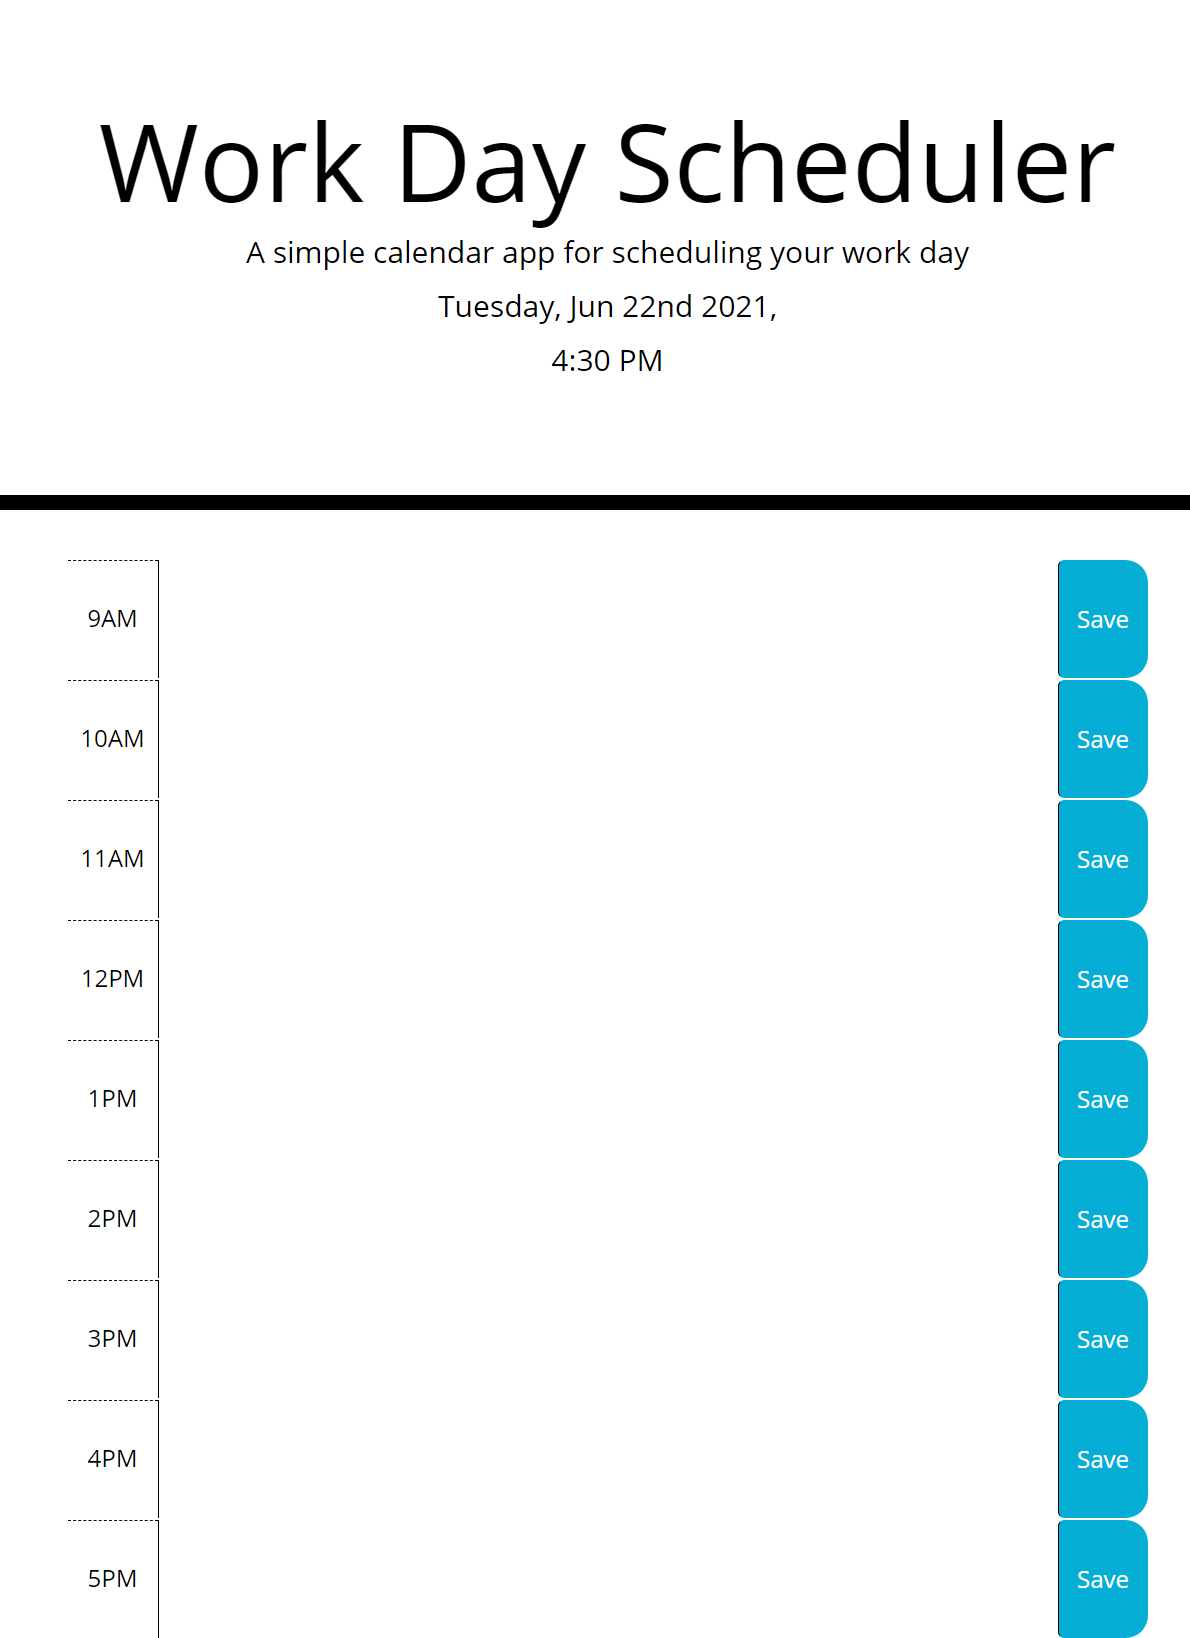 Work Day Scheduler
A simple calendar app for scheduling your work day
Tuesday, Jun 22nd 2021,
4:30 PM
9AM Save
10AM Save
11AM Save
12PM Save
1PM Save
2PM Save
3PM Save
4PM Save
5PM Save